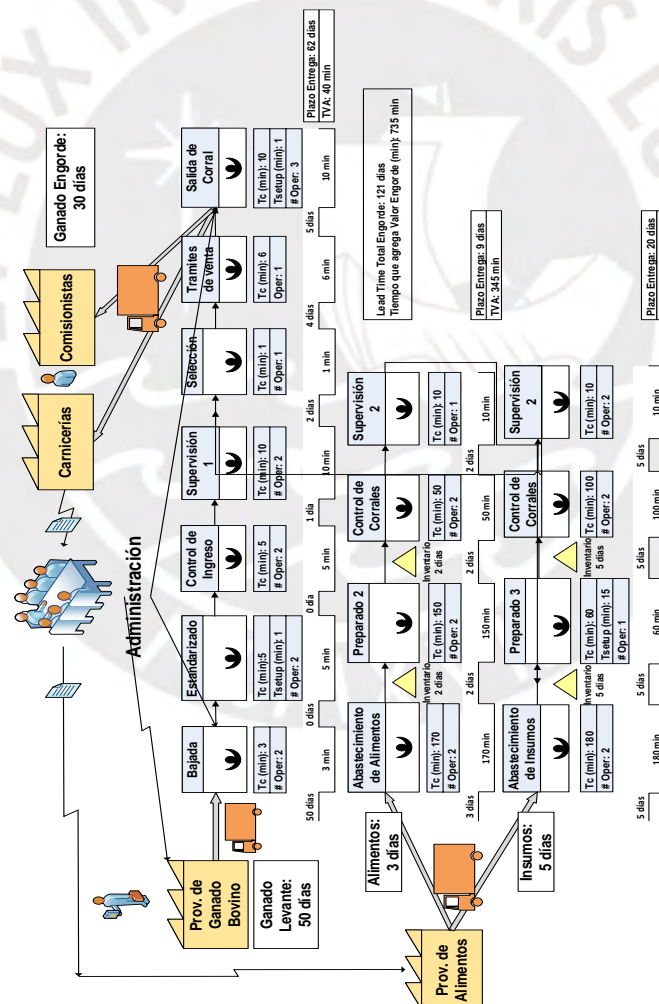 Carnicerías
Comisionistas
Ganado Engorde:
30 días
Administración
Prov. de
Ganado
Bovino
Ganado
Levante:
50 días
Bajada
Tc (min): 3
# Oper: 2
Estandarizado
Tc (min):5
Tsetup (min): 1
# Oper: 2
Control de
Ingreso
Tc (min): 5
# Oper: 2
Supervisión
1
Tc (min): 10
# Oper: 2
Selección
Tc (min): 1
# Oper: 1
Tramites
de venta
Tc (min): 6
Oper: 1
Salida de
Corral
Tc (min): 10
Tsetup (min): 1
# Oper: 3
50 días
3 min
0 días
5 min
0 día
5 min
1 día
10 min
2 días
1 min
4 días
6 min
5 días
10 min
Plazo Entrega: 62 días
TVA: 40 min
Alimentos:
3 días
Abastecimiento
de Alimentos
Tc (min): 170
# Oper: 2
Inventario
2 días
Preparado 2
Tc (min): 150
# Oper: 2
Inventario
2 días
Control de
Corrales
Tc (min): 50
# Oper: 2
Supervisión
2
Tc (min): 10
# Oper: 1
3 días
170 min
2 días
150 min
2 días
50 min
2 días
10 min
Plazo Entrega: 9 días
TVA: 345 min
Lead Time Total Engorde: 121 días
Tiempo que agrega Valor Engorde (min): 735 min
Prov. de
Alimentos
Insumos:
5 días
Abastecimiento
de Insumos
Tc (min): 180
# Oper: 2
Inventario
5 días
Preparado 3
Tc (min): 60
Tsetup (min): 15
# Oper: 1
Inventario
5 días
Control de
Corrales
Tc (min): 100
# Oper: 2
Supervisión
2
Tc (min): 10
# Oper: 2
5 días
180 min
5 días
60 min
5 días
100 min
5 días
10 min
Plazo Entrega: 20 días